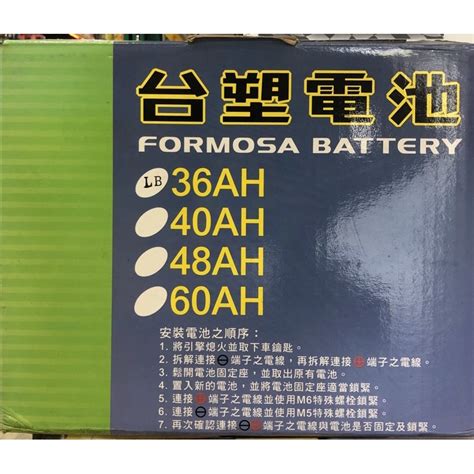 台塑電池
FORMOSA BATTERY
LB 36AH
40AH
48AH
60AH
安裝電池之順序：
1. 將引擎熄火並取下車鑰匙。
2. 拆解連接⊖端子之電線，再拆解連接⊕端子之電線。
3. 鬆開電池固定座，並取出原有電池。
4. 置入新的電池，並將電池固定座適當鎖緊。
5. 連接⊕端子之電線並使用M6特殊螺栓鎖緊。
6. 連接⊖端子之電線並使用M5特殊螺栓鎖緊。
7. 再次確認連接⊖⊕端子之電線與電池是否固定及鎖緊。